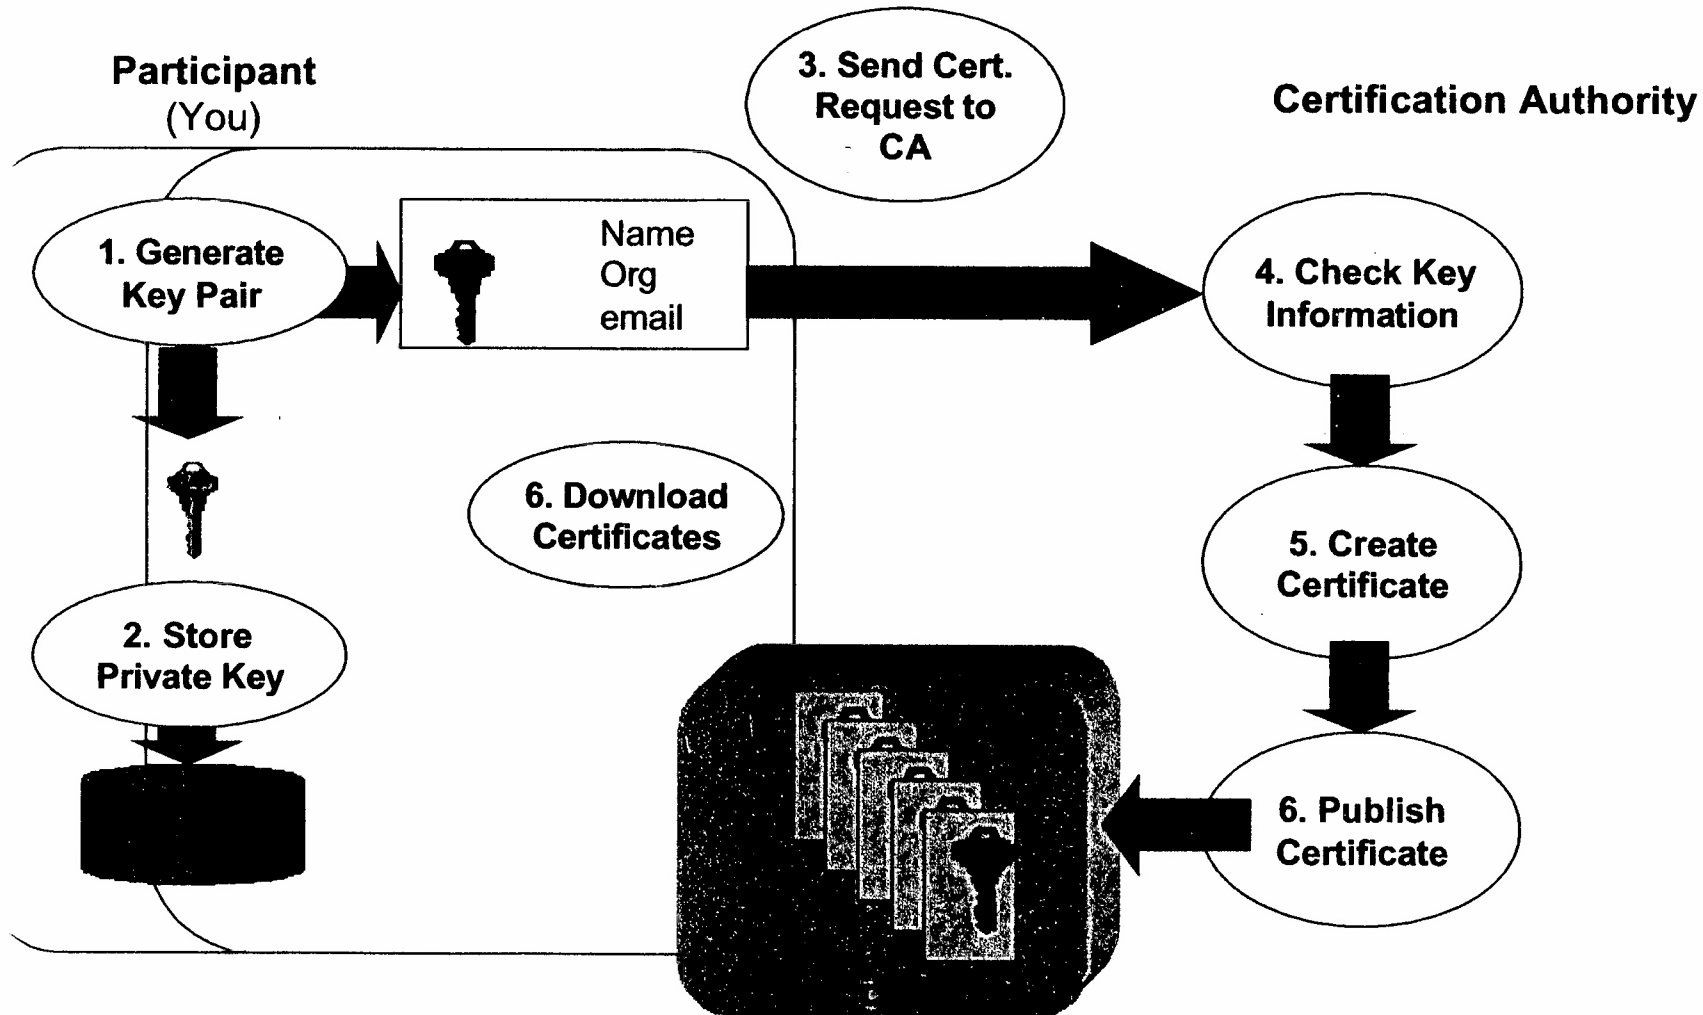 Participant
(You)
3. Send Cert.
Request to
CA
Certification Authority
1. Generate
Key Pair
Name
Org
email
4. Check Key
Information
6. Download
Certificates
5. Create
Certificate
2. Store
Private Key
6. Publish
Certificate